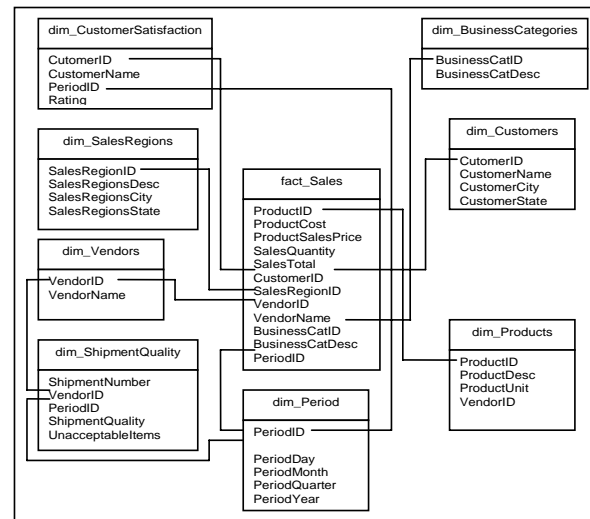 dim_CustomerSatisfaction
CutomerID
CustomerName
PeriodID
Rating
dim_BusinessCategories
BusinessCatID
BusinessCatDesc
dim_SalesRegions
SalesRegionID
SalesRegionsDesc
SalesRegionsCity
SalesRegionsState
dim_Customers
CutomerID
CustomerName
CustomerCity
CustomerState
fact_Sales
ProductID
ProductCost
ProductSalesPrice
SalesQuantity
SalesTotal
CustomerID
SalesRegionID
VendorID
VendorName
BusinessCatID
BusinessCatDesc
PeriodID
dim_Vendors
VendorID
VendorName
dim_ShipmentQuality
ShipmentNumber
VendorID
PeriodID
ShipmentQuality
UnacceptableItems
dim_Products
ProductID
ProductDesc
ProductUnit
VendorID
dim_Period
PeriodID
PeriodDay
PeriodMonth
PeriodQuarter
PeriodYear